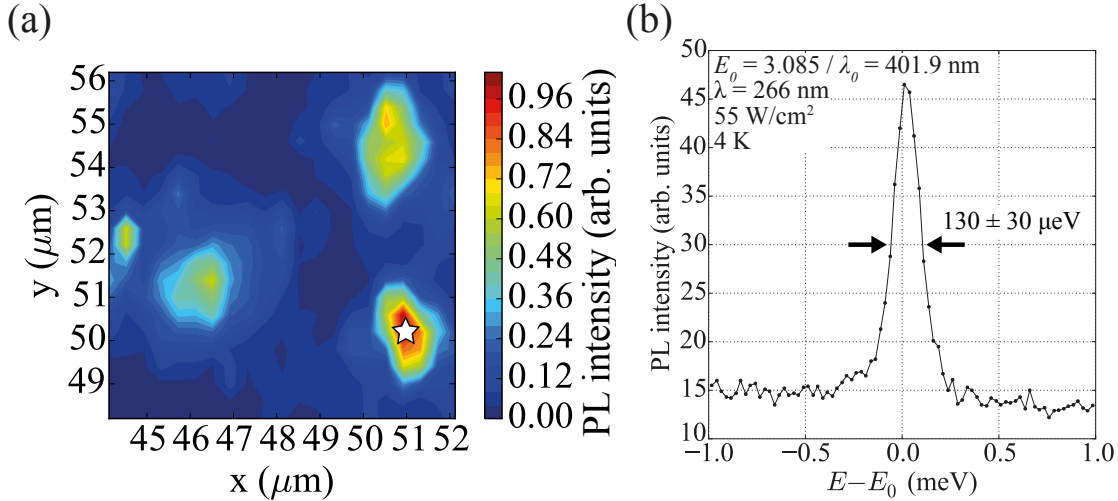 (a)
56
55
54
53
52
51
50
49
y (μm)
45 46 47 48 49 50 51 52
x (μm)
0.96
0.84
0.72
0.60
0.48
0.36
0.24
0.12
0.00
PL intensity (arb. units)
(b)
50
45
40
35
30
25
20
15
10
PL intensity (arb. units)
E₀ = 3.085 / λ₀ = 401.9 nm
λ = 266 nm
55 W/cm²
4 K
130 ± 30 μeV
−1.0 −0.5 0.0 0.5 1.0
E−E₀ (meV)